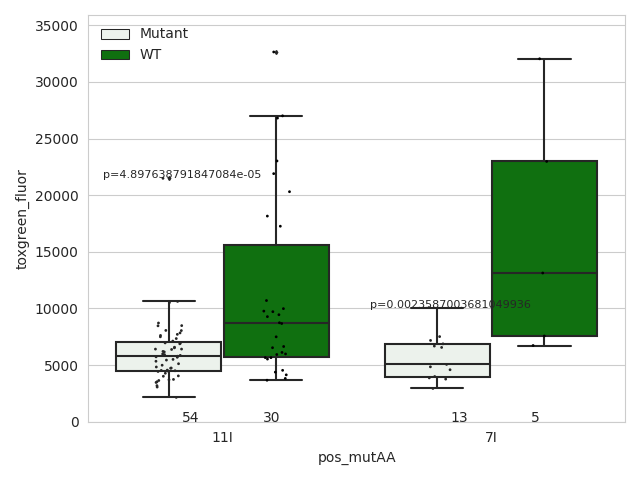 35000
30000
25000
20000
15000
10000
5000
0
toxgreen_fluor
Mutant
WT
p=4.897638791847084e-05
p=0.0023587003681049936
54
30
13
5
11I
7I
pos_mutAA